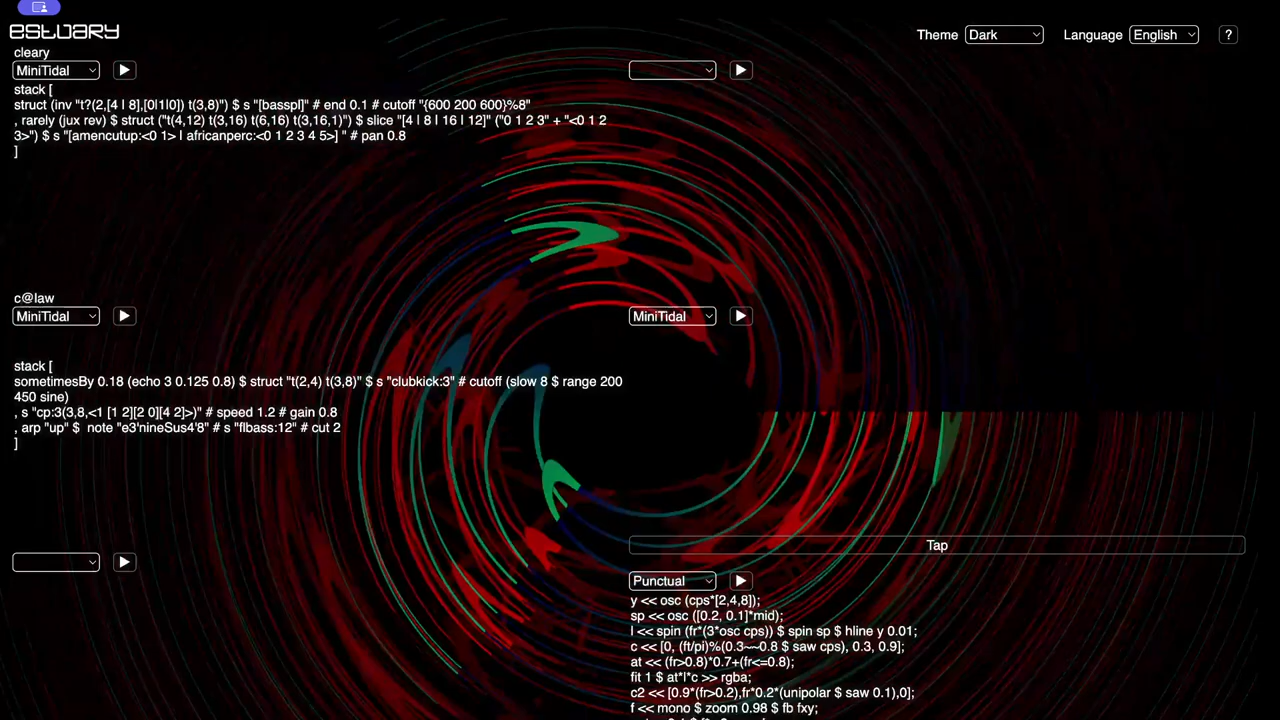 estuary
Theme Dark Language English ?
cleary
MiniTidal
stack [
struct (inv "t?(2,[4 | 8],[0|1|0]) t(3,8)") $ s "[basspl]" # end 0.1 # cutoff "{600 200 600}%8"
, rarely (jux rev) $ struct ("t(4,12) t(3,16) t(6,16) t(3,16,1)") $ slice "[4 | 8 | 16 | 12]" ("0 1 2 3" + "<0 1 2
3>") $ s "[amencutup:<0 1> | africanperc:<0 1 2 3 4 5>] " # pan 0.8
]
c@law
MiniTidal
stack [
sometimesBy 0.18 (echo 3 0.125 0.8) $ struct "t(2,4) t(3,8)" $ s "clubkick:3" # cutoff (slow 8 $ range 200
450 sine)
, s "cp:3(3,8,<1 [1 2][2 0][4 2]>)" # speed 1.2 # gain 0.8
, arp "up" $ note "e3'nineSus4'8" # s "flbass:12" # cut 2
]
MiniTidal
Tap
Punctual
y << osc (cps*[2,4,8]);
sp << osc ([0.2, 0.1]*mid);
l << spin (fr*(3*osc cps)) $ spin sp $ hline y 0.01;
c << [0, (ft/pi)%(0.3~~0.8 $ saw cps), 0.3, 0.9];
at << (fr>0.8)*0.7+(fr<=0.8);
fit 1 $ at*l*c >> rgba;
c2 << [0.9*(fr>0.2),fr*0.2*(unipolar $ saw 0.1),0];
f << mono $ zoom 0.98 $ fb fxy;